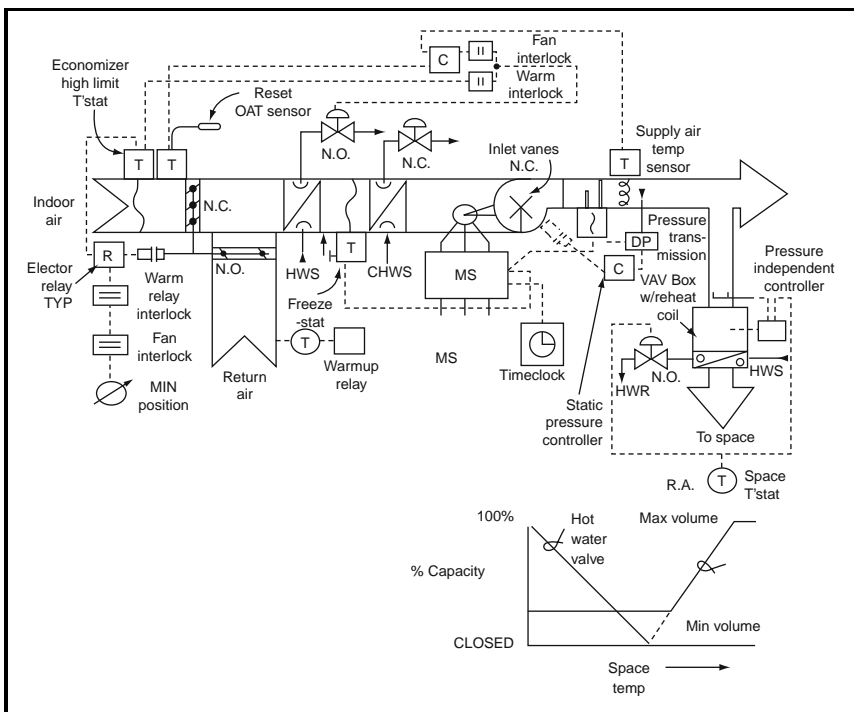 Economizer
high limit
T'stat
Reset
OAT sensor
C
II
II
Fan
interlock
Warm
interlock
T
T
N.O.
N.C.
Inlet vanes
N.C.
T
Supply air
temp
sensor
Indoor
air
N.C.
R
Elector
relay
TYP
Warm
relay
interlock
N.O.
HWS
T
CHWS
Freeze
-stat
MS
DP
C
Pressure
trans-
mission
Pressure
independent
controller
VAV Box
w/reheat
coil
Fan
interlock
MIN
position
Return
air
T
Warmup
relay
MS
Timeclock
Static
pressure
controller
HWR
N.O.
HWS
To space
R.A.
T
Space
T'stat
100%
Hot
water
valve
Max volume
% Capacity
Min volume
CLOSED
Space
temp